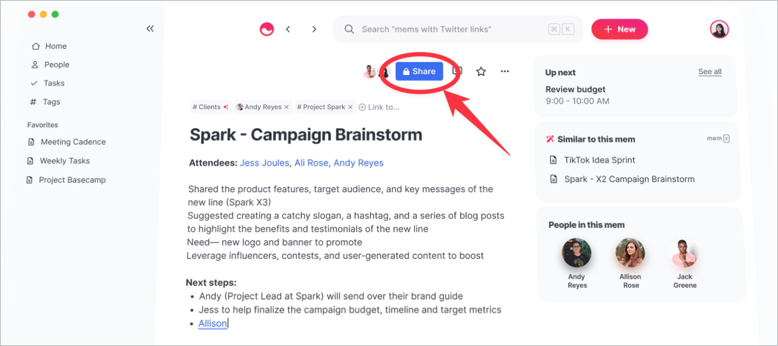 Search "mems with Twitter links"
⌘ K
+ New
Home
People
Tasks
# Tags
Favorites
Meeting Cadence
Weekly Tasks
Project Basecamp
Share
...
# Clients
Andy Reyes ×
# Project Spark ×
Link to...
Spark - Campaign Brainstorm
Attendees: Jess Joules, Ali Rose, Andy Reyes
Shared the product features, target audience, and key messages of the
new line (Spark X3)
Suggested creating a catchy slogan, a hashtag, and a series of blog posts
to highlight the benefits and testimonials of the new line
Need— new logo and banner to promote
Leverage influencers, contests, and user-generated content to boost
Next steps:
• Andy (Project Lead at Spark) will send over their brand guide
• Jess to help finalize the campaign budget, timeline and target metrics
• Allison
Up next
See all
Review budget
9:00 - 10:00 AM
Similar to this mem
mem
TikTok Idea Sprint
Spark - X2 Campaign Brainstorm
People in this mem
Andy
Reyes
Allison
Rose
Jack
Greene